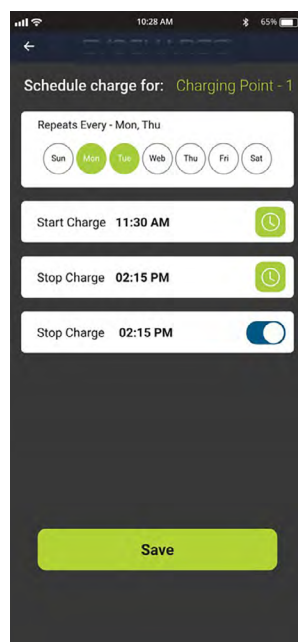 10:28 AM 65%
Schedule charge for: Charging Point - 1
Repeats Every - Mon, Thu
Sun Mon Tue Web Thu Fri Sat
Start Charge 11:30 AM
Stop Charge 02:15 PM
Stop Charge 02:15 PM
Save